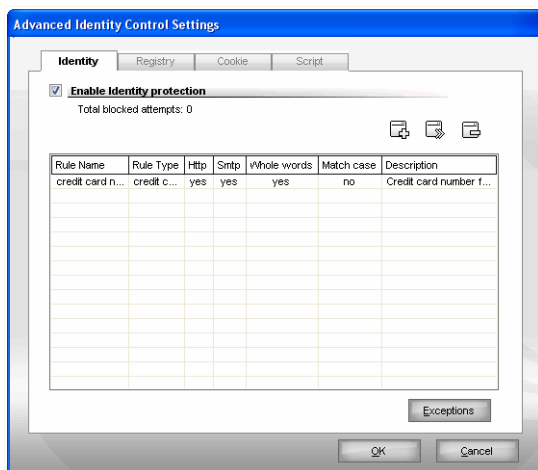 Advanced Identity Control Settings
Identity Registry Cookie Script
Enable Identity protection
Total blocked attempts: 0
Rule Name Rule Type Http Smtp Whole words Match case Description
credit card n... credit c... yes yes yes no Credit card number f...
Exceptions
OK Cancel